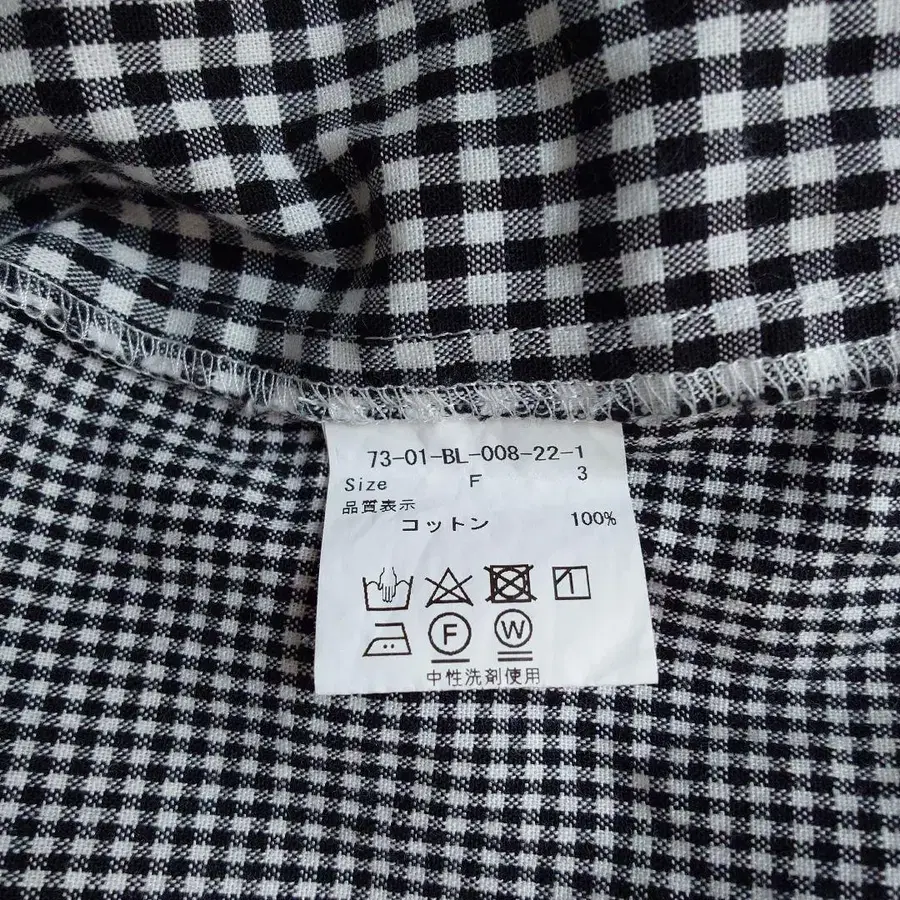 73-01-BL-008-22-1
Size F 3
品質表示
コットン 100%
1
F W
中性洗剤使用